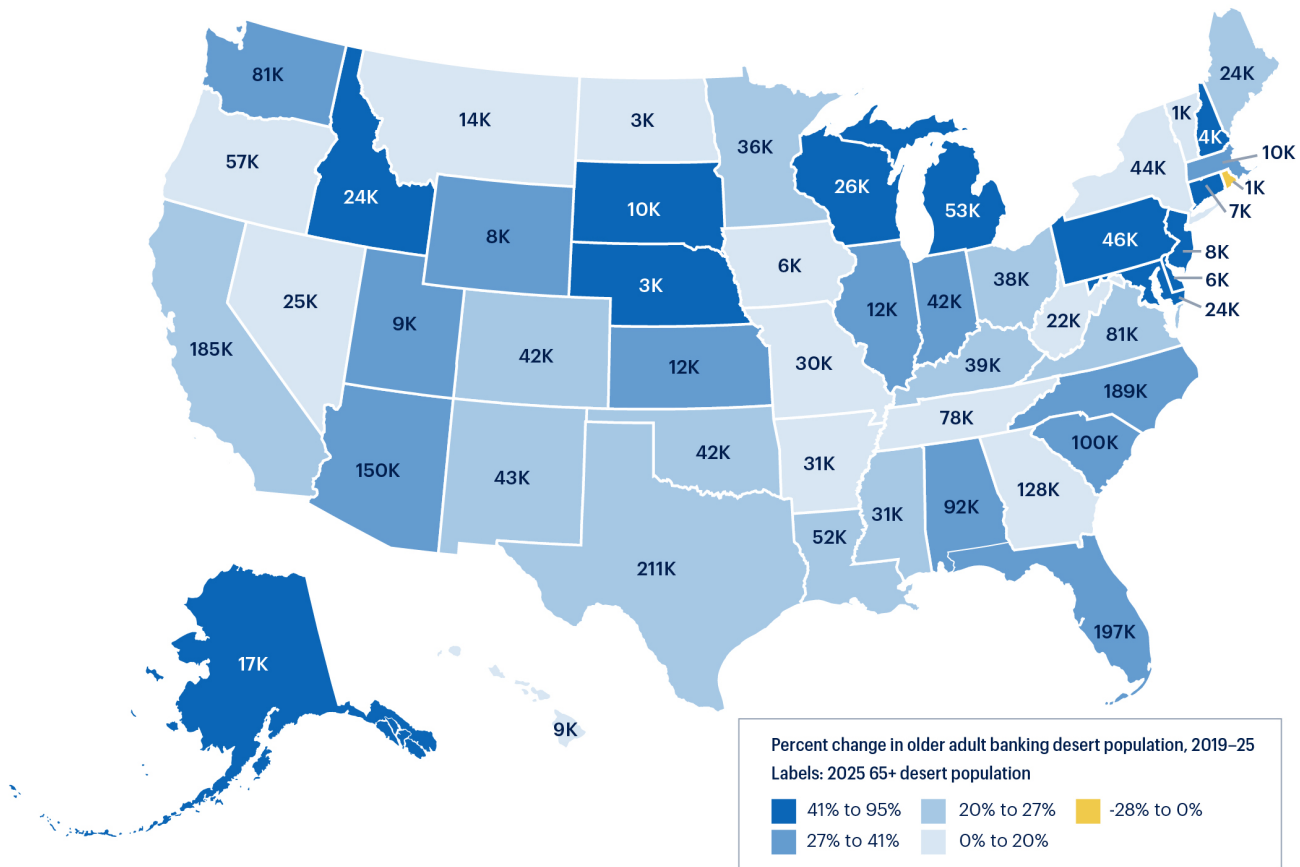 81K
14K
3K
36K
24K
1K
4K
10K
1K
7K
57K
24K
8K
10K
26K
53K
44K
46K
8K
6K
24K
25K
9K
3K
6K
12K
42K
38K
22K
81K
185K
42K
12K
30K
39K
189K
78K
100K
150K
43K
42K
31K
31K
92K
128K
52K
211K
197K
17K
9K
Percent change in older adult banking desert population, 2019–25
Labels: 2025 65+ desert population
41% to 95%
20% to 27%
-28% to 0%
27% to 41%
0% to 20%